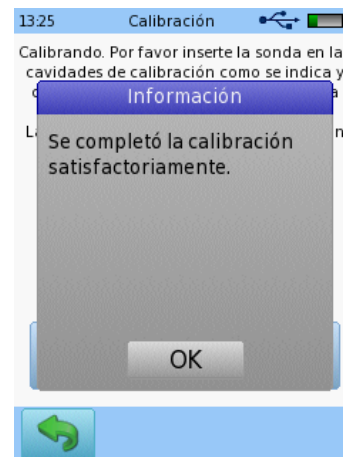 13:25 Calibración
Calibrando. Por favor inserte la sonda en la
cavidades de calibración como se indica y
Información
Se completó la calibración
satisfactoriamente.
OK